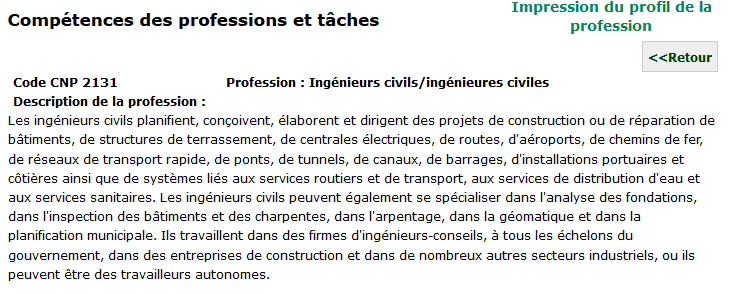 Compétences des professions et tâches
Impression du profil de la
profession
<<Retour
Code CNP 2131 Profession : Ingénieurs civils/ingénieures civiles
Description de la profession :
Les ingénieurs civils planifient, conçoivent, élaborent et dirigent des projets de construction ou de réparation de
bâtiments, de structures de terrassement, de centrales électriques, de routes, d'aéroports, de chemins de fer,
de réseaux de transport rapide, de ponts, de tunnels, de canaux, de barrages, d'installations portuaires et
côtières ainsi que de systèmes liés aux services routiers et de transport, aux services de distribution d'eau et
aux services sanitaires. Les ingénieurs civils peuvent également se spécialiser dans l'analyse des fondations,
dans l'inspection des bâtiments et des charpentes, dans l'arpentage, dans la géomatique et dans la
planification municipale. Ils travaillent dans des firmes d'ingénieurs-conseils, à tous les échelons du
gouvernement, dans des entreprises de construction et dans de nombreux autres secteurs industriels, ou ils
peuvent être des travailleurs autonomes.